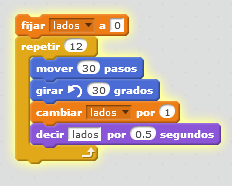 fijar lados a 0
repetir 12
mover 30 pasos
girar 30 grados
cambiar lados por 1
decir lados por 0.5 segundos